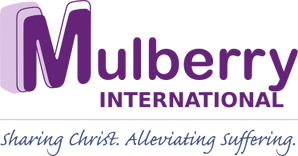 Mulberry
INTERNATIONAL
Sharing Christ. Alleviating Suffering.